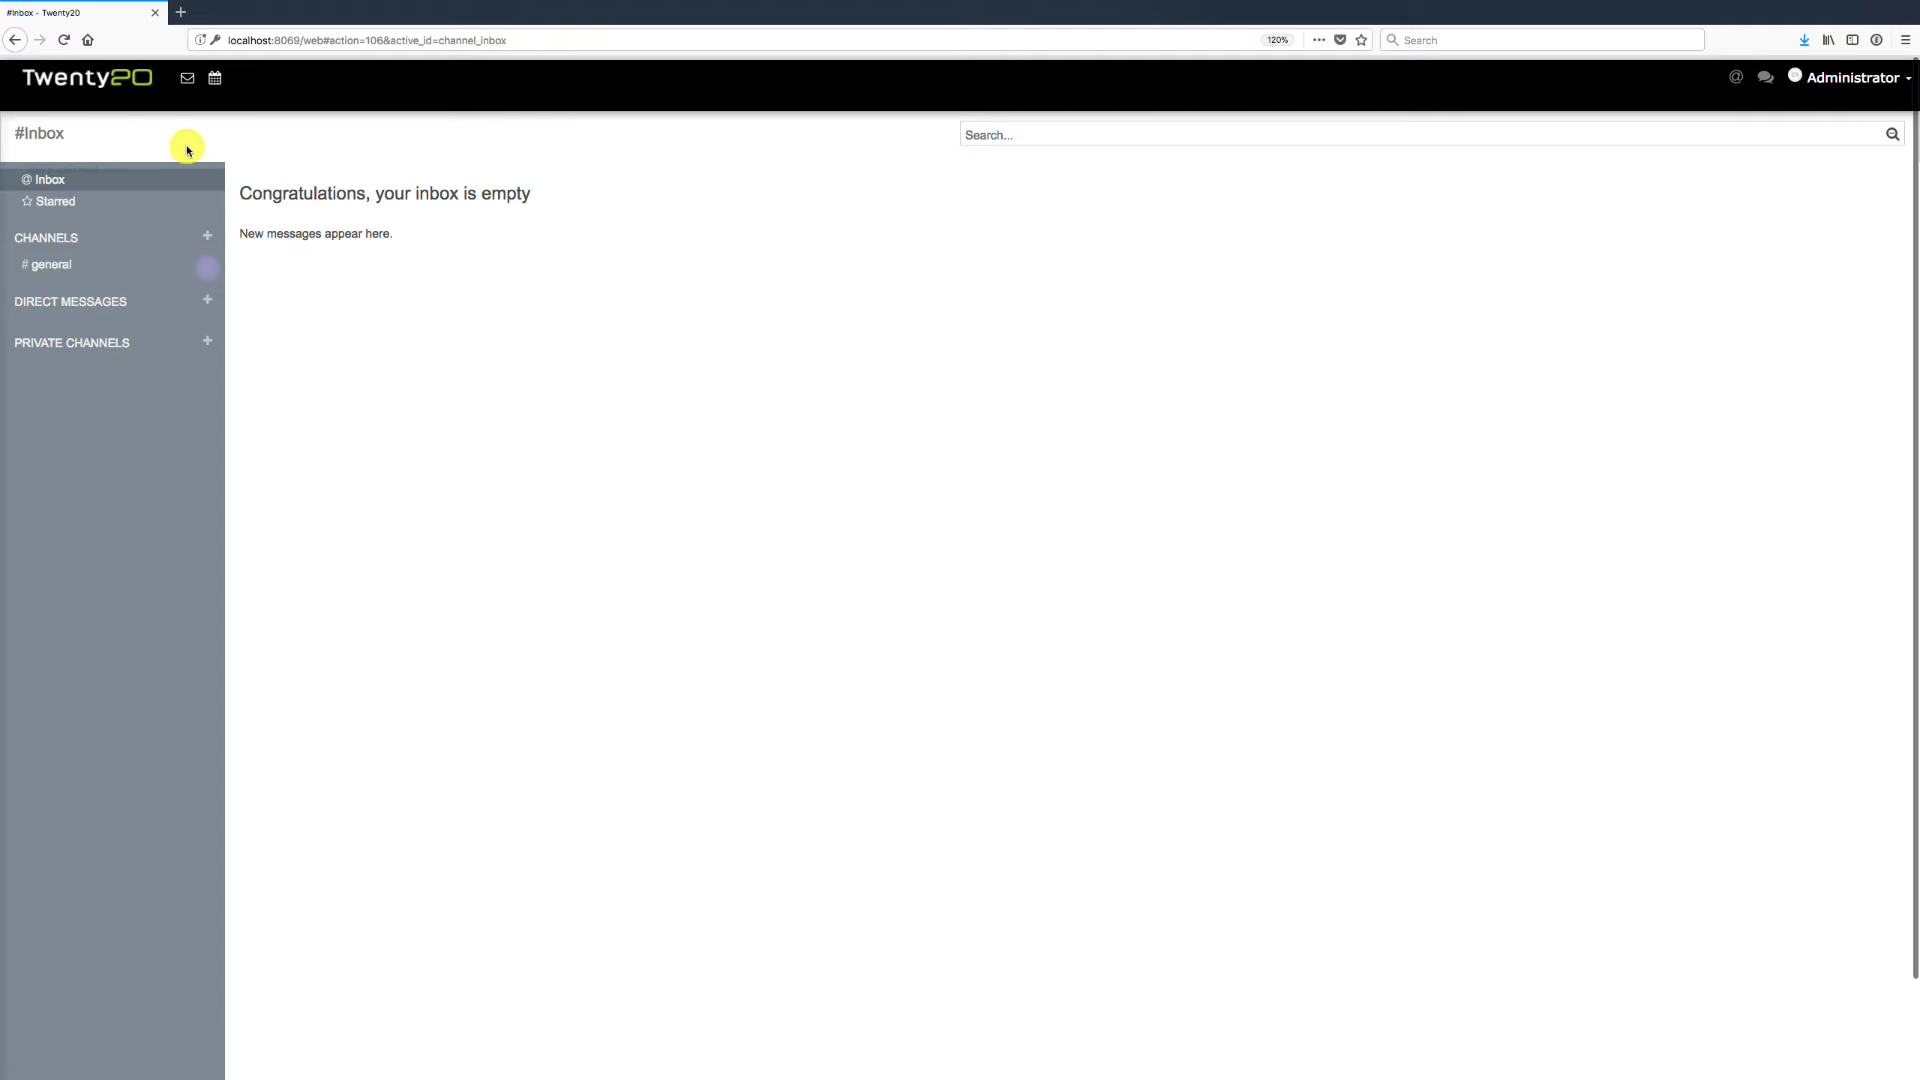 #Inbox - Twenty20
localhost:8069/web#action=106&active_id=channel_inbox
120%
Search
Twenty20
Administrator
#Inbox
Search...
@ Inbox
Starred
CHANNELS
# general
DIRECT MESSAGES
PRIVATE CHANNELS
Congratulations, your inbox is empty
New messages appear here.